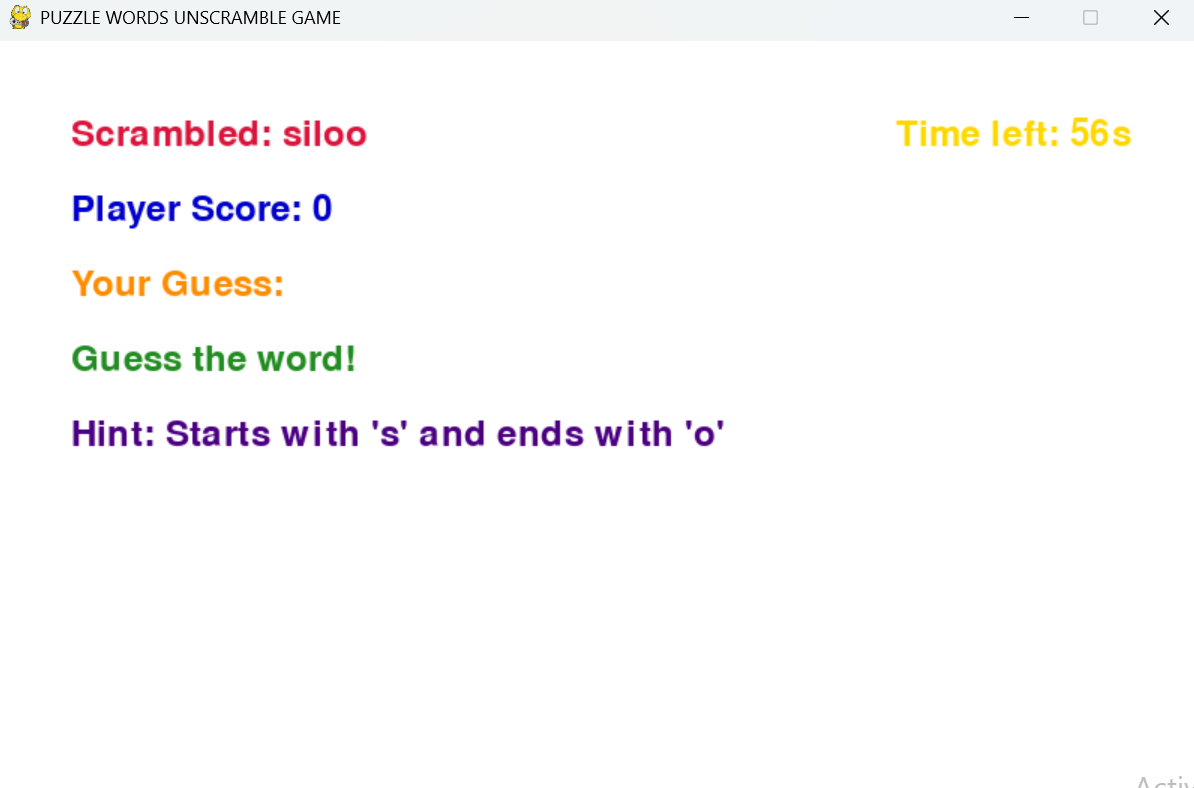 PUZZLE WORDS UNSCRAMBLE GAME
Scrambled: siloo
Time left: 56s
Player Score: 0
Your Guess:
Guess the word!
Hint: Starts with 's' and ends with 'o'